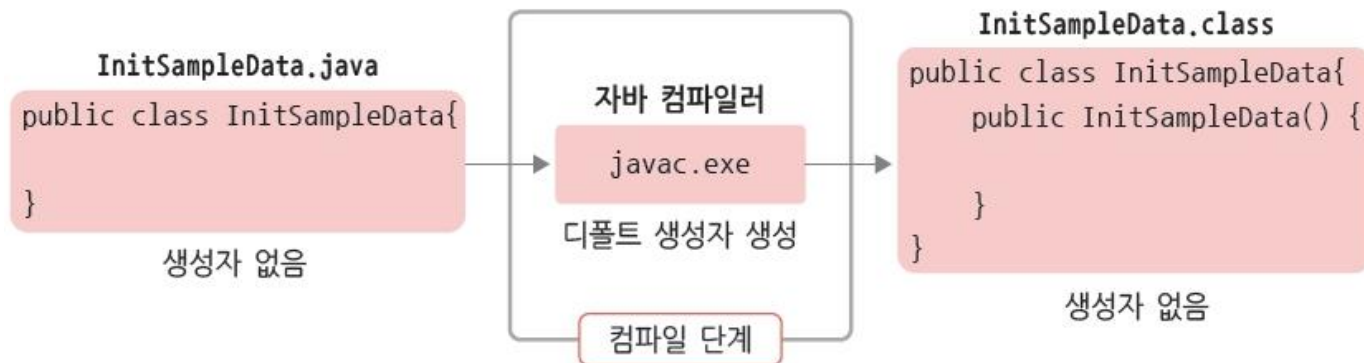 InitSampleData.java
public class InitSampleData{
}
생성자 없음
자바 컴파일러
javac.exe
디폴트 생성자 생성
컴파일 단계
InitSampleData.class
public class InitSampleData{
public InitSampleData() {
}
}
생성자 없음